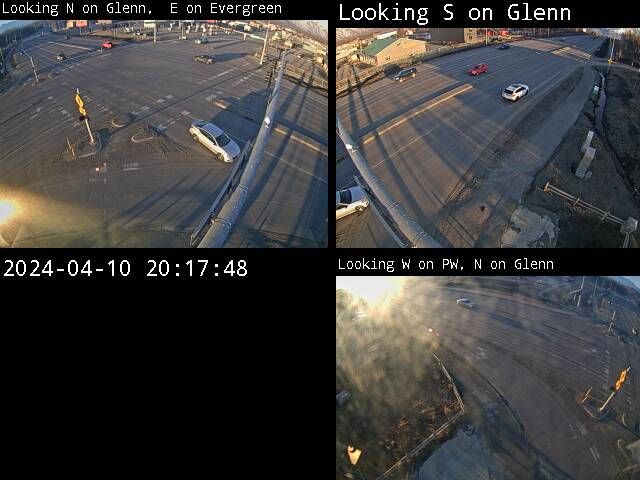 Looking N on Glenn,  E on Evergreen
Looking S on Glenn
2024-04-10 20:17:48
Looking W on PW, N on Glenn